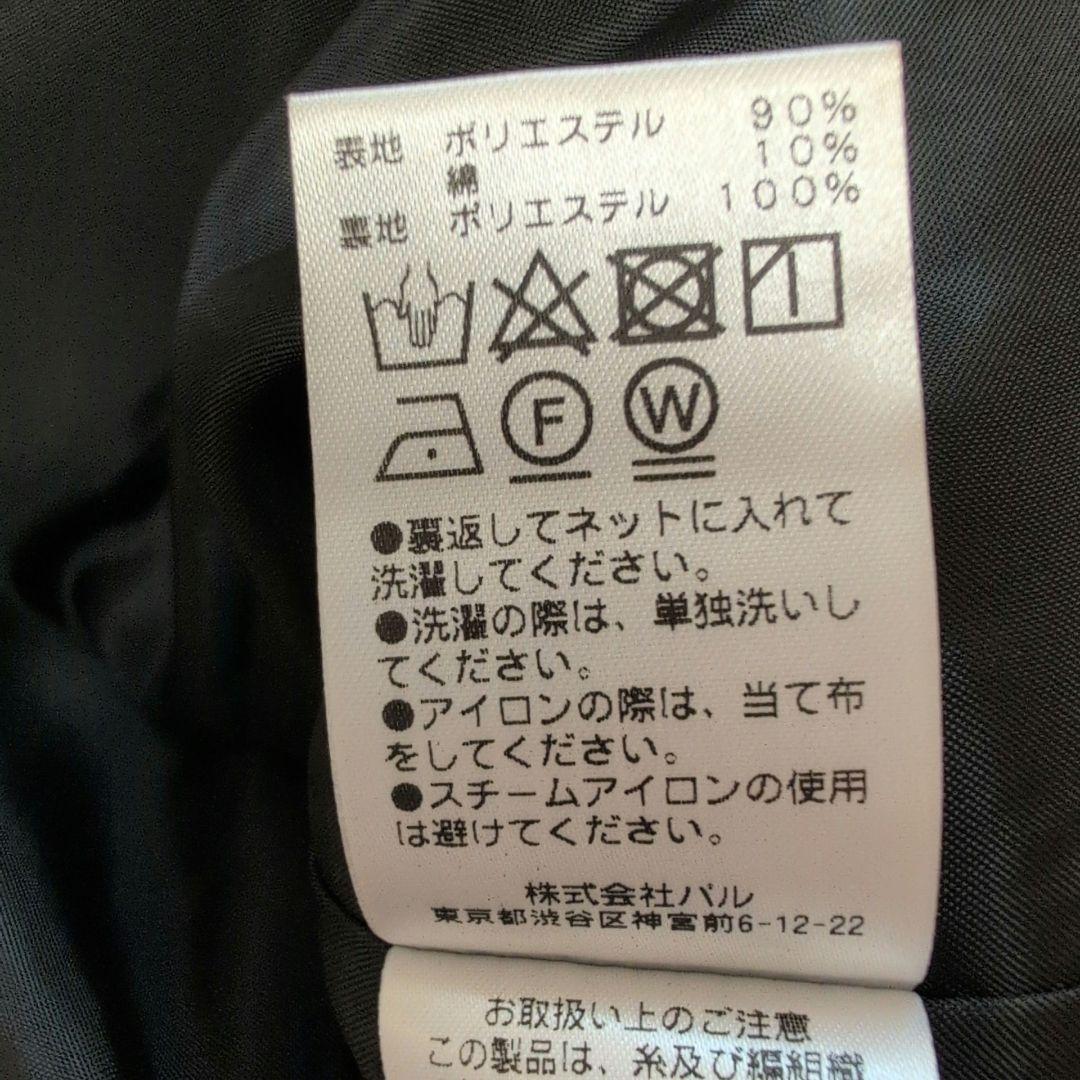 表地 ポリエステル 90%
綿 10%
裏地 ポリエステル 100%
F W
●裏返してネットに入れて
洗濯してください。
●洗濯の際は、単独洗いし
てください。
●アイロンの際は、当て布
をしてください。
●スチームアイロンの使用
は避けてください。
株式会社パル
東京都渋谷区神宮前6-12-22
お取扱い上のご注意
この製品は、糸及び編組織